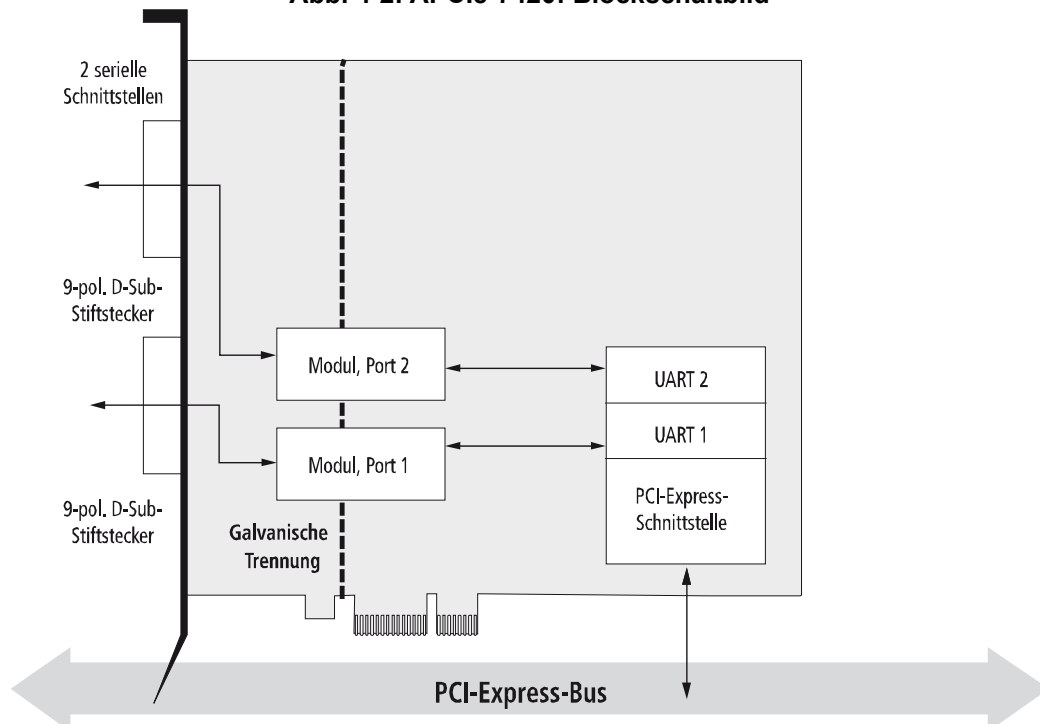 2 serielle
Schnittstellen
9-pol. D-Sub-
Stiftstecker
Modul, Port 2
UART 2
UART 1
Modul, Port 1
PCI-Express-
Schnittstelle
9-pol. D-Sub-
Stiftstecker
Galvanische
Trennung
PCI-Express-Bus